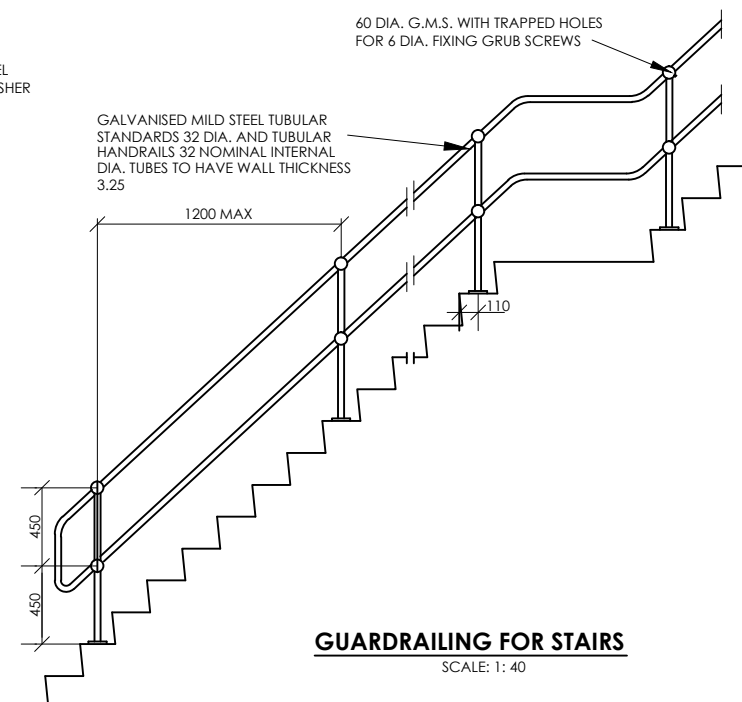 60 DIA. G.M.S. WITH TRAPPED HOLES
FOR 6 DIA. FIXING GRUB SCREWS
EL
SHER
GALVANISED MILD STEEL TUBULAR
STANDARDS 32 DIA. AND TUBULAR
HANDRAILS 32 NOMINAL INTERNAL
DIA. TUBES TO HAVE WALL THICKNESS
3.25
1200 MAX
110
450
450
GUARDRAILING FOR STAIRS
SCALE: 1: 40